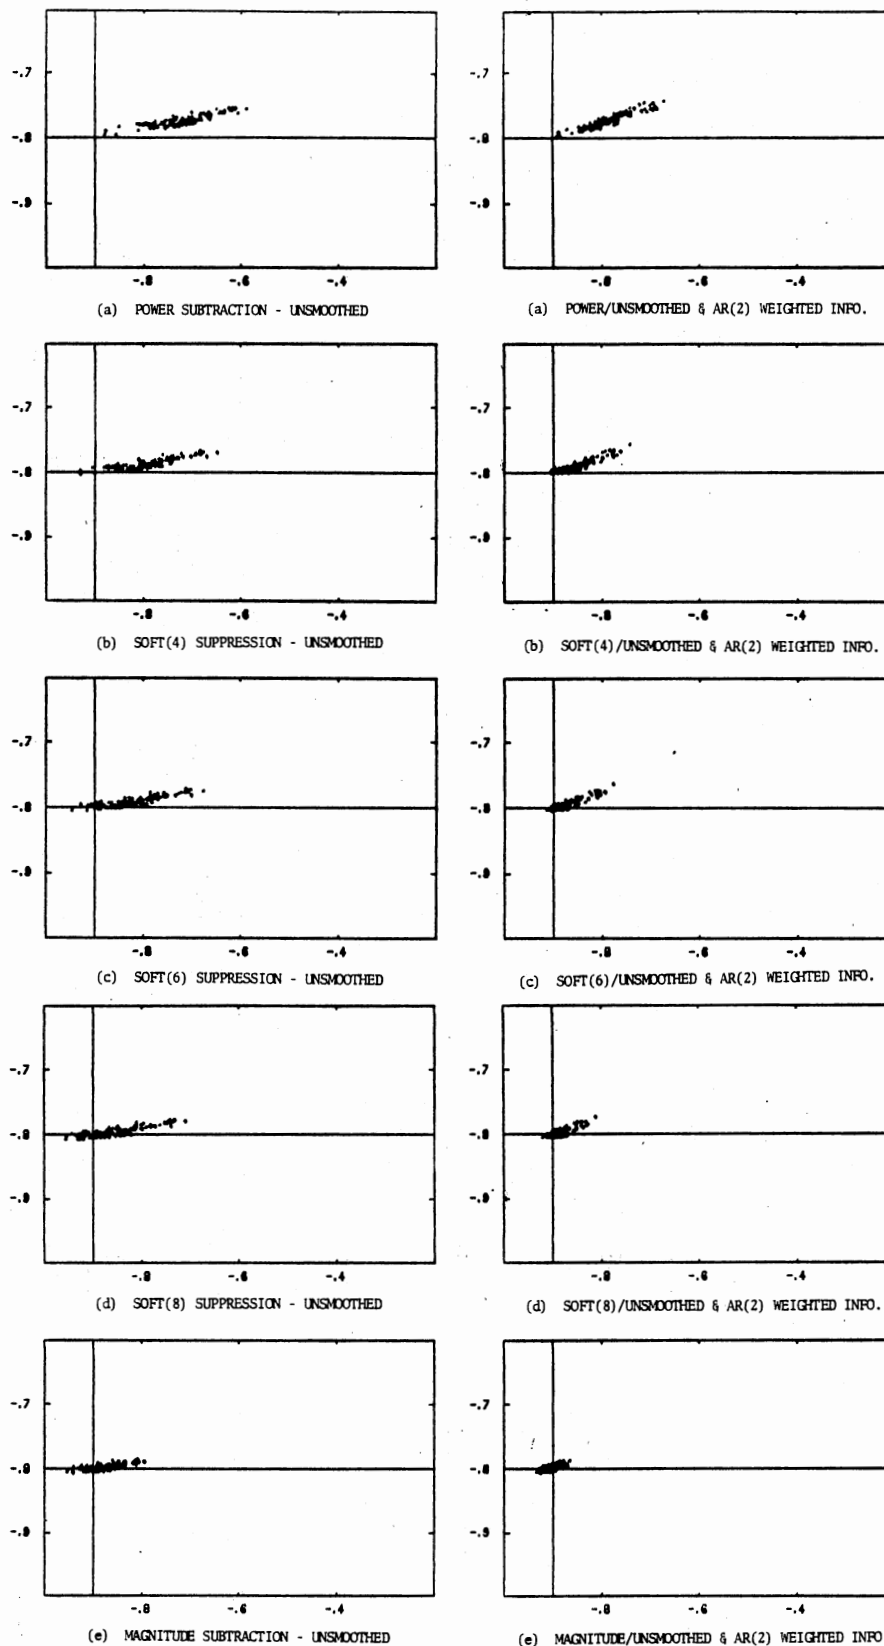 -.7 -.7
-.8 -.8
-.9 -.9
-.8 -.6 -.4 -.8 -.6 -.4
(a) POWER SUBTRACTION - UNSMOOTHED (a) POWER/UNSMOOTHED & AR(2) WEIGHTED INFO.
-.7 -.7
-.8 -.8
-.9 -.9
-.8 -.6 -.4 -.8 -.6 -.4
(b) SOFT(4) SUPPRESSION - UNSMOOTHED (b) SOFT(4)/UNSMOOTHED & AR(2) WEIGHTED INFO.
-.7 -.7
-.8 -.8
-.9 -.9
-.8 -.6 -.4 -.8 -.6 -.4
(c) SOFT(6) SUPPRESSION - UNSMOOTHED (c) SOFT(6)/UNSMOOTHED & AR(2) WEIGHTED INFO.
-.7 -.7
-.8 -.8
-.9 -.9
-.8 -.6 -.4 -.8 -.6 -.4
(d) SOFT(8) SUPPRESSION - UNSMOOTHED (d) SOFT(8)/UNSMOOTHED & AR(2) WEIGHTED INFO.
-.7 -.7
-.8 -.8
-.9 -.9
-.8 -.6 -.4 -.8 -.6 -.4
(e) MAGNITUDE SUBTRACTION - UNSMOOTHED (e) MAGNITUDE/UNSMOOTHED & AR(2) WEIGHTED INFO